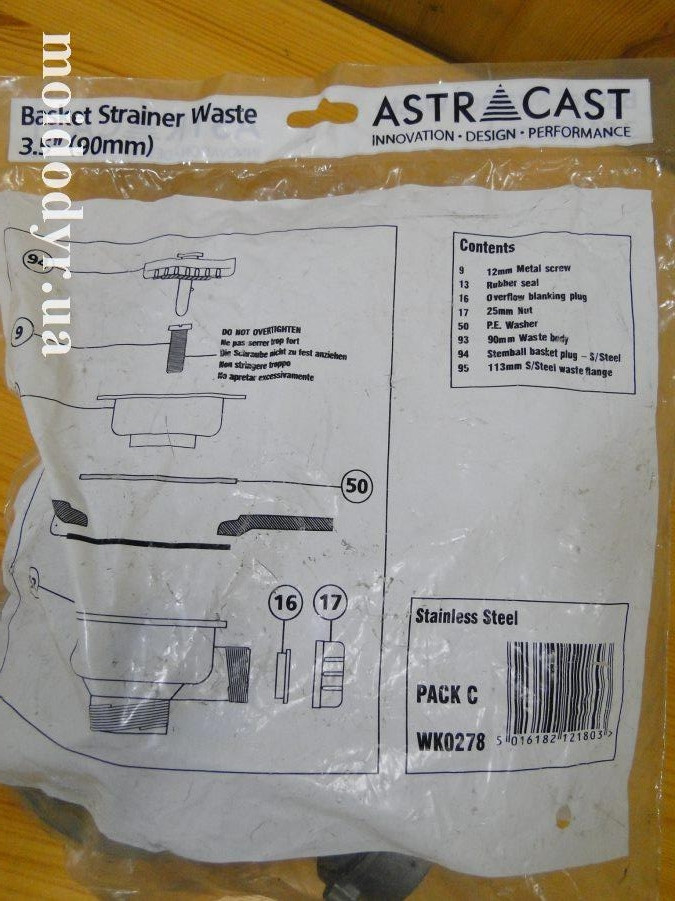 moydodyr.ua
Basket Strainer Waste
3.5" (90mm)
ASTRACAST
INNOVATION · DESIGN · PERFORMANCE
Contents
9 12mm Metal screw
13 Rubber seal
16 Overflow blanking plug
17 25mm Nut
50 P.E. Washer
93 90mm Waste body
94 Stemball basket plug - S/Steel
95 113mm S/Steel waste flange
94
9
DO NOT OVERTIGHTEN
Ne pas serrer trop fort
Die Schraube nicht zu fest anziehen
Non stringere troppo
No apretar excessivamente
50
16
17
Stainless Steel
PACK C
WK0278
5 016182 121803 >